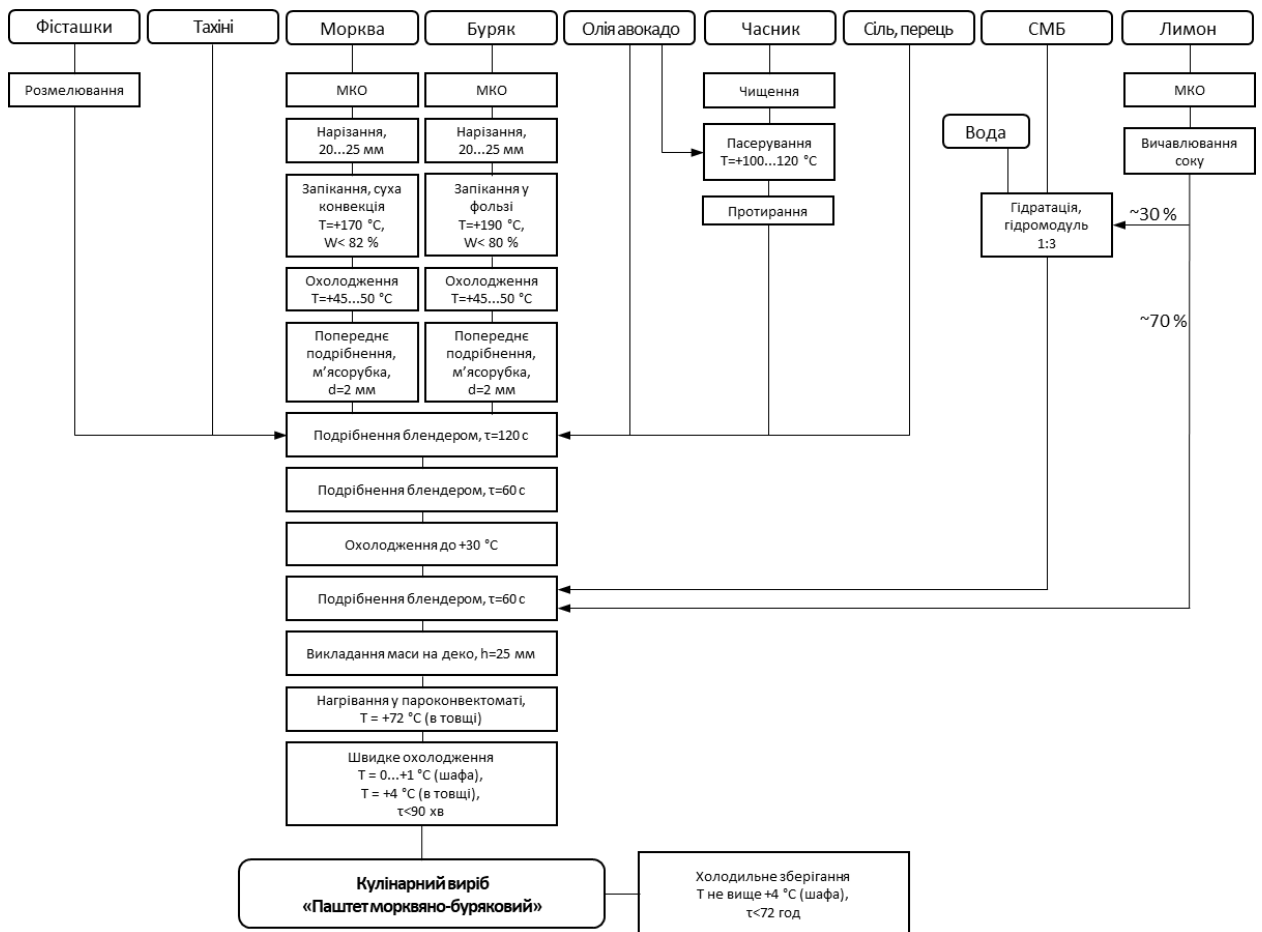 Фісташки
Тахіні
Морква
Буряк
Олія авокадо
Часник
Сіль, перець
СМБ
Лимон
Розмелювання
МКО
МКО
Чищення
МКО
Нарізання,
20...25 мм
Нарізання,
20...25 мм
Пасерування
T=+100...120 °C
Вода
Вичавлювання
соку
Запікання, суха
конвекція
T=+170 °C,
W< 82 %
Запікання у
фользі
T=+190 °C,
W< 80 %
Протирання
Гідратація,
гідромодуль
1:3
~30 %
Охолодження
T=+45...50 °C
Охолодження
T=+45...50 °C
~70 %
Попереднє
подрібнення,
м’ясорубка,
d=2 мм
Попереднє
подрібнення,
м’ясорубка,
d=2 мм
Подрібнення блендером, τ=120 с
Подрібнення блендером, τ=60 с
Охолодження до +30 °C
Подрібнення блендером, τ=60 с
Викладання маси на деко, h=25 мм
Нагрівання у пароконвектоматі,
T = +72 °C (в товщі)
Швидке охолодження
T = 0...+1 °C (шафа),
T = +4 °C (в товщі),
τ<90 хв
Кулінарний виріб
«Паштет морквяно-буряковий»
Холодильне зберігання
T не вище +4 °C (шафа),
τ<72 год